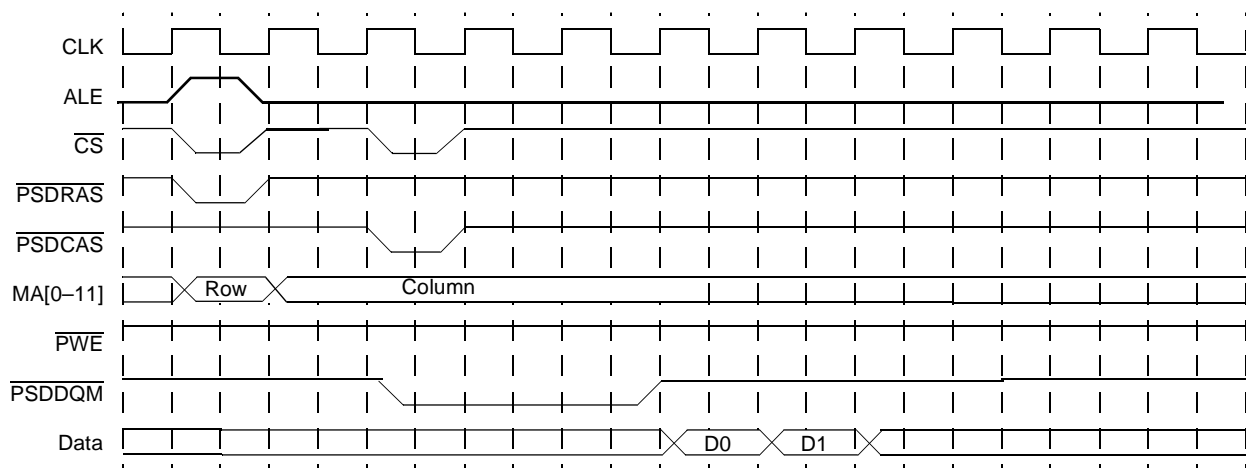 CLK
ALE
CS
PSDRAS
PSDCAS
MA[0–11] Row Column
PWE
PSDDQM
Data D0 D1